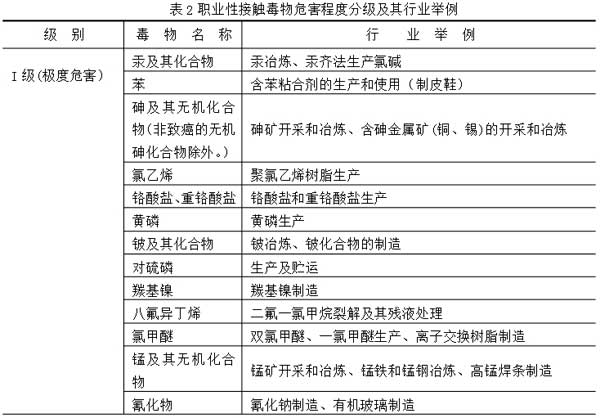 表2 职业性接触毒物危害程度分级及其行业举例
级 别 毒 物 名 称 行 业 举 例
I级(极度危害) 汞及其化合物 汞冶炼、汞齐法生产氯碱
苯 含苯粘合剂的生产和使用（制皮鞋）
砷及其无机化合
物(非致癌的无机 砷矿开采和冶炼、含砷金属矿(铜、锡)的开采和冶炼
砷化合物除外。)
氯乙烯 聚氯乙烯树脂生产
铬酸盐、重铬酸盐 铬酸盐和重铬酸盐生产
黄磷 黄磷生产
铍及其化合物 铍冶炼、铍化合物的制造
对硫磷 生产及贮运
羰基镍 羰基镍制造
八氟异丁烯 二氟一氯甲烷裂解及其残液处理
氯甲醚 双氯甲醚、一氯甲醚生产、离子交换树脂制造
锰及其无机化合
物 锰矿开采和冶炼、锰铁和锰钢冶炼、高锰焊条制造
氰化物 氰化钠制造、有机玻璃制造